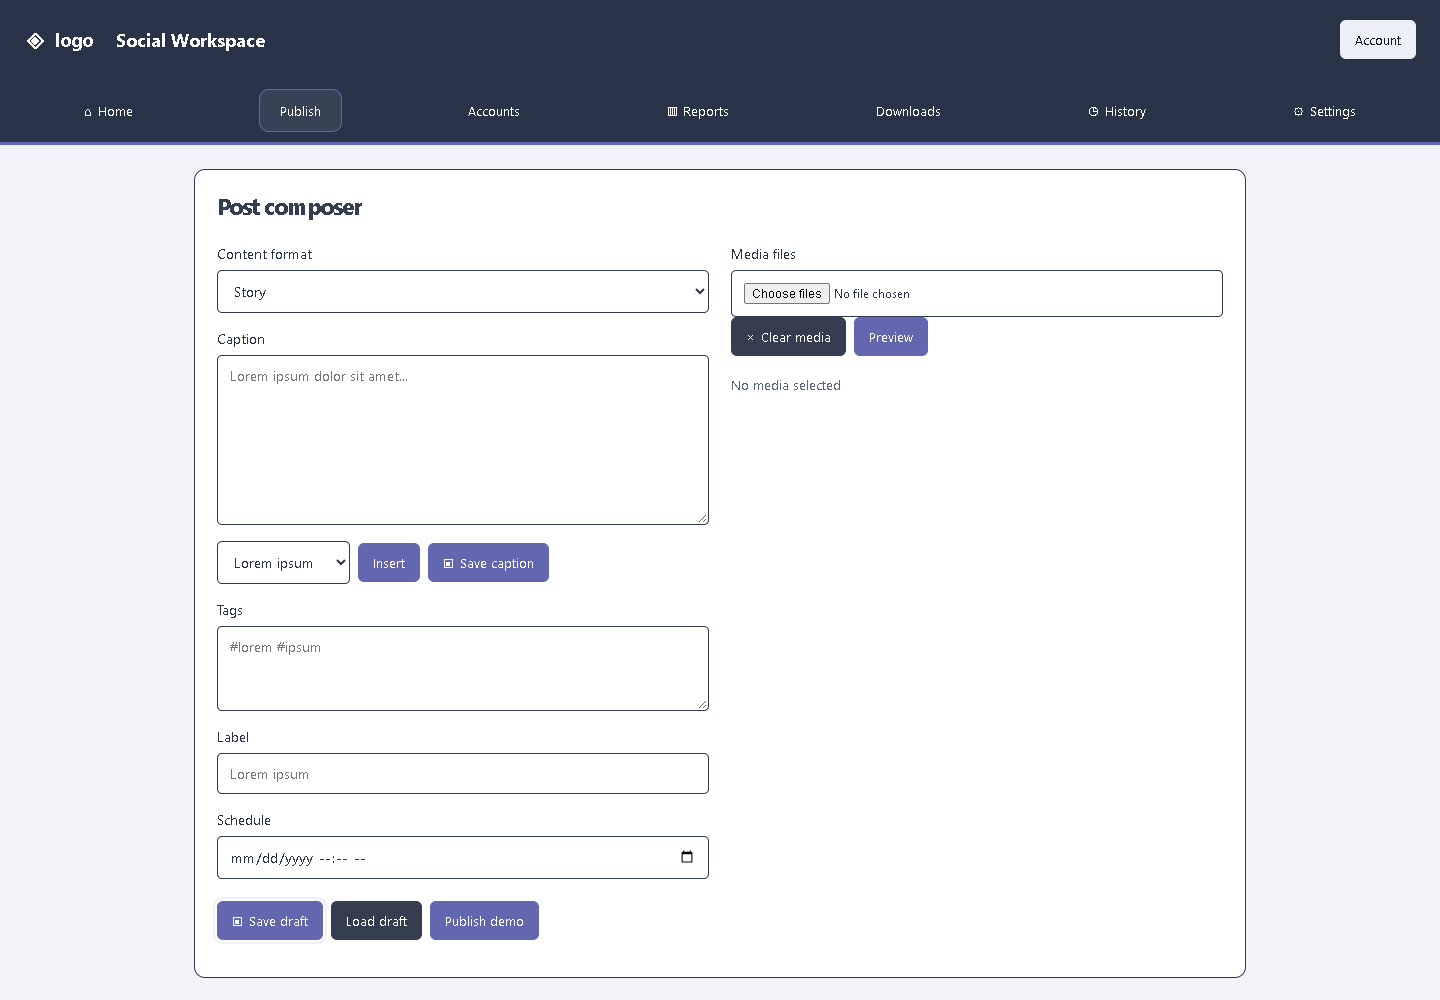 logo Social Workspace
Account
Home Publish Accounts Reports Downloads History Settings
Post composer
Content format
Story
Caption
Lorem ipsum dolor sit amet...
Lorem ipsum Insert Save caption
Tags
#lorem #ipsum
Label
Lorem ipsum
Schedule
mm/dd/yyyy --:-- --
Save draft Load draft Publish demo
Media files
Choose files No file chosen
× Clear media Preview
No media selected